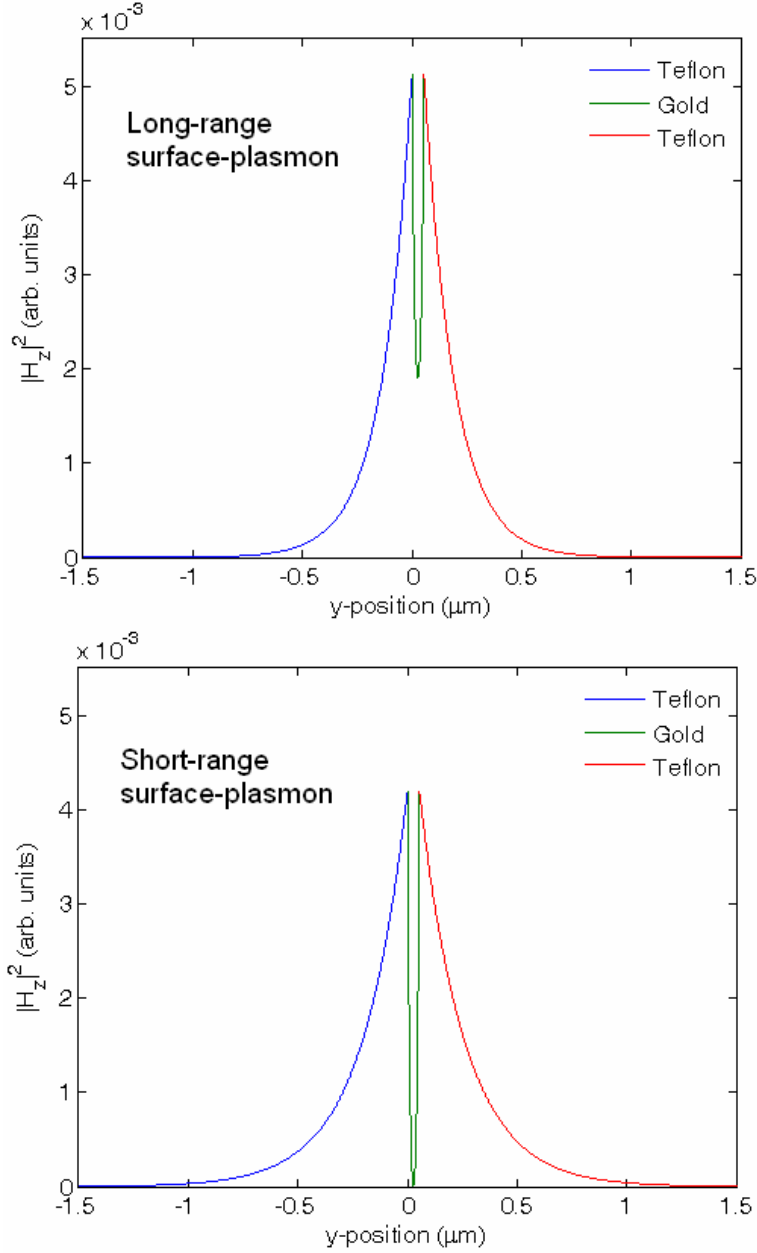 x 10⁻³
5
4
3
2
1
0
|H_z|² (arb. units)
Long-range
surface-plasmon
Teflon
Gold
Teflon
-1.5 -1 -0.5 0 0.5 1 1.5
y-position (μm)
x 10⁻³
5
4
3
2
1
0
|H_z|² (arb. units)
Short-range
surface-plasmon
Teflon
Gold
Teflon
-1.5 -1 -0.5 0 0.5 1 1.5
y-position (μm)